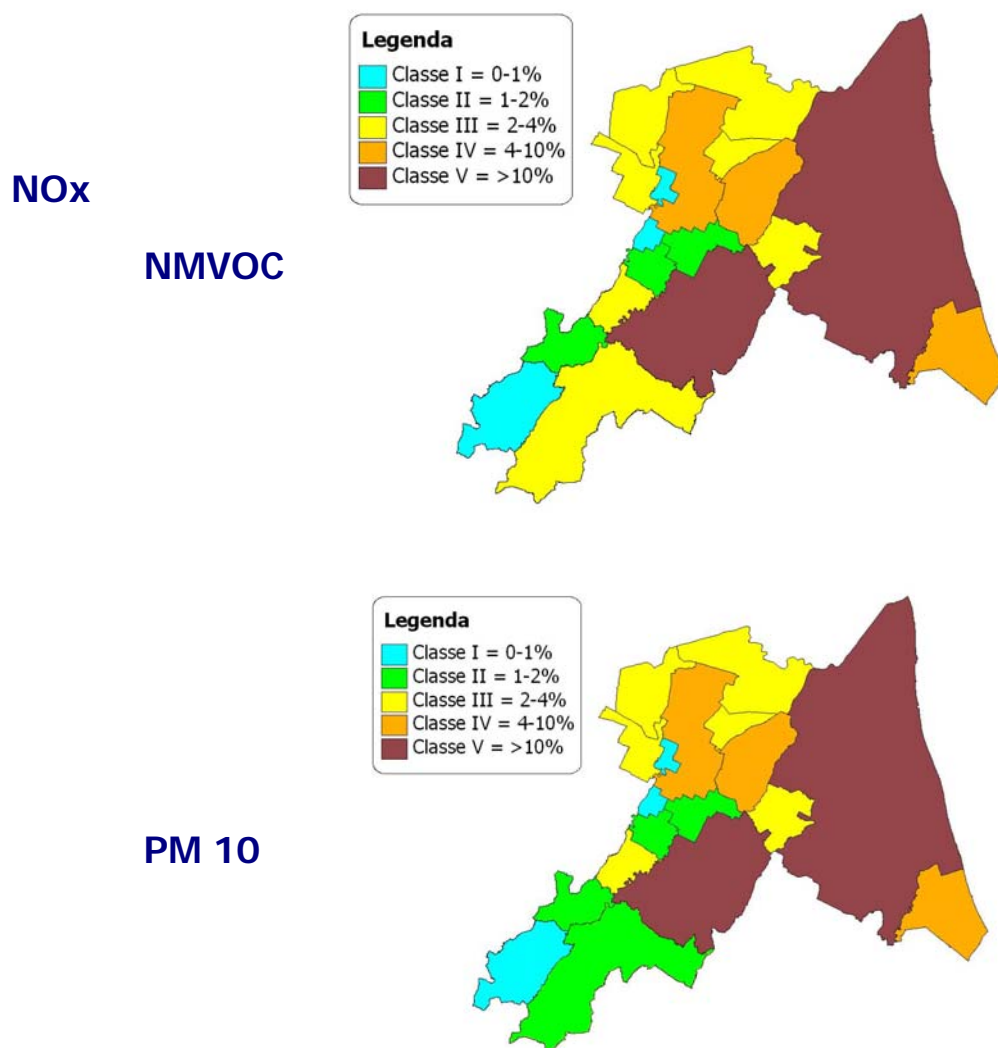 Legenda
Classe I = 0-1%
Classe II = 1-2%
Classe III = 2-4%
Classe IV = 4-10%
Classe V = >10%
NOx
NMVOC
Legenda
Classe I = 0-1%
Classe II = 1-2%
Classe III = 2-4%
Classe IV = 4-10%
Classe V = >10%
PM 10